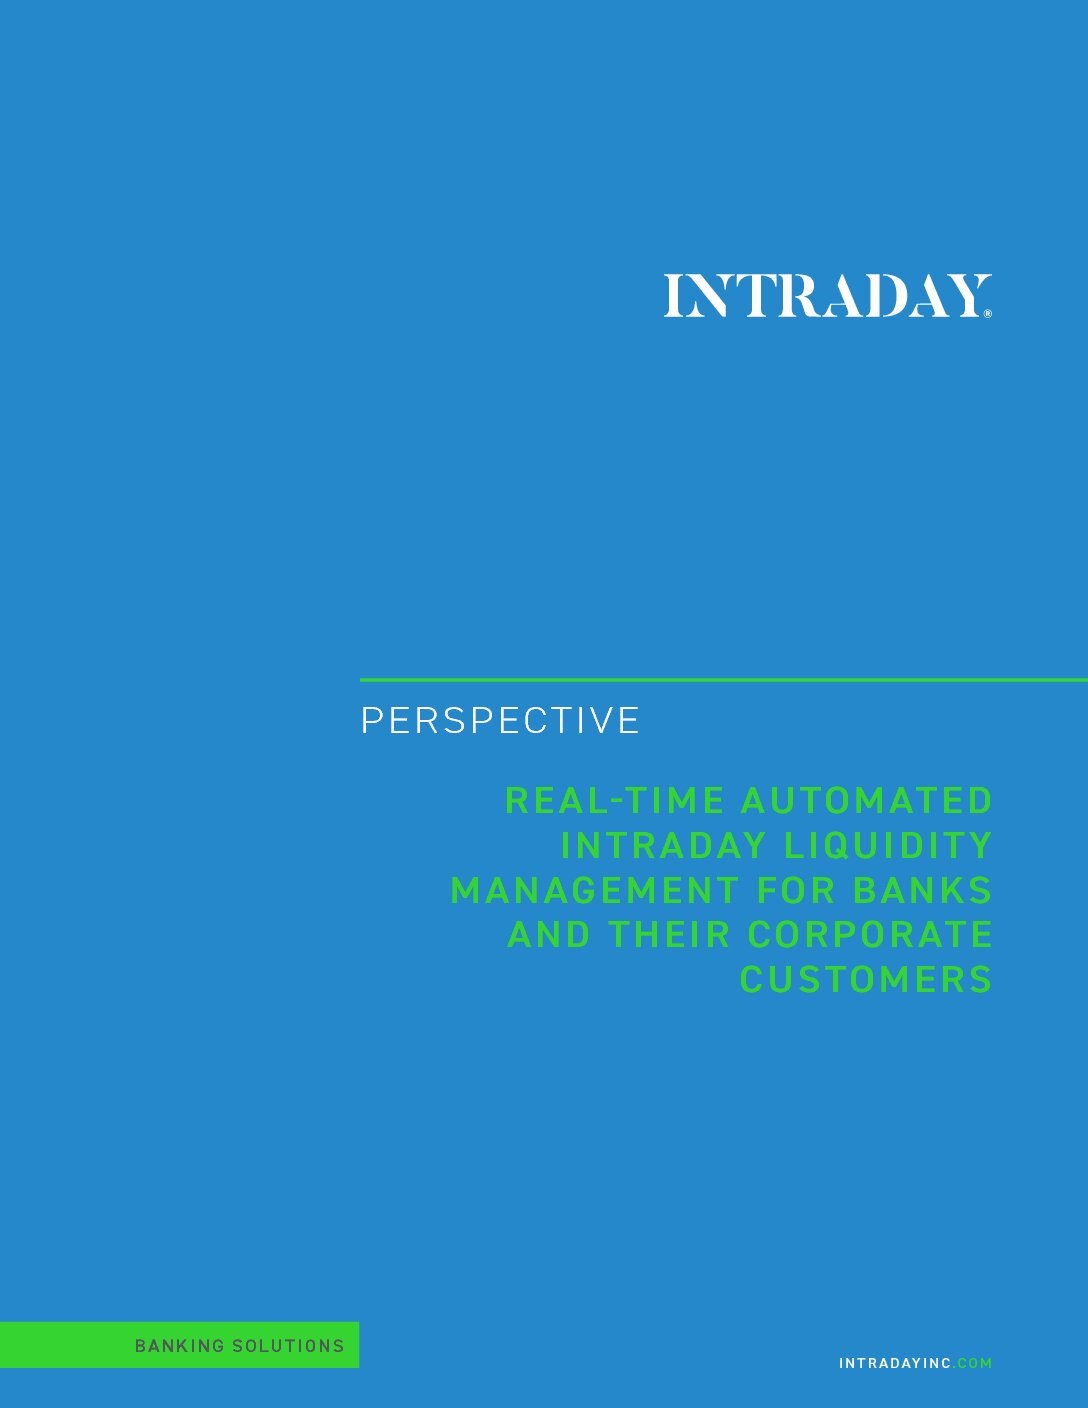 INTRADAY®
PERSPECTIVE
REAL-TIME AUTOMATED
INTRADAY LIQUIDITY
MANAGEMENT FOR BANKS
AND THEIR CORPORATE
CUSTOMERS
BANKING SOLUTIONS
INTRADAYINC.COM